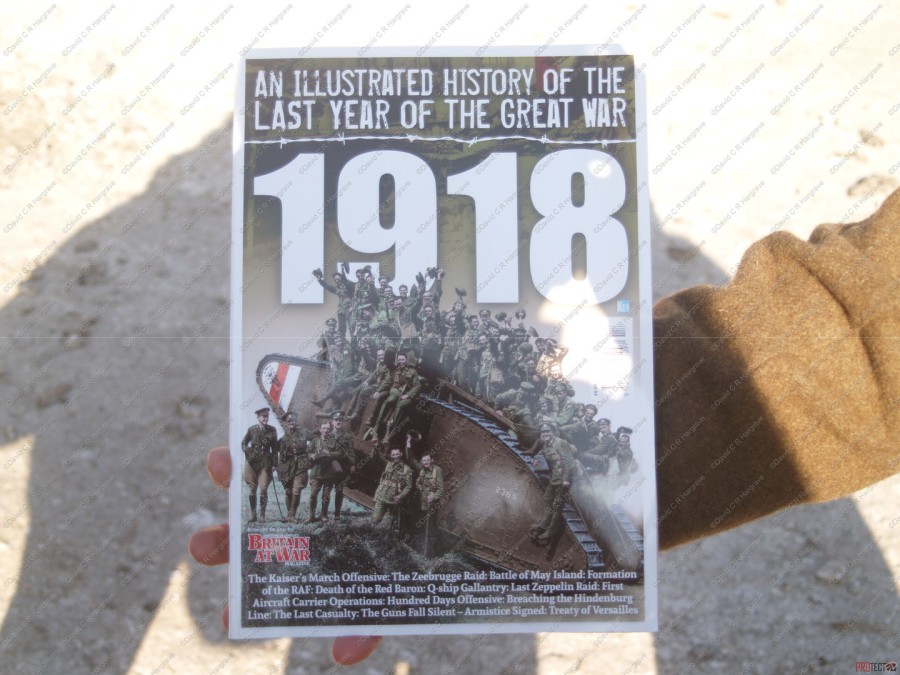 AN ILLUSTRATED HISTORY OF THE
LAST YEAR OF THE GREAT WAR
1918
BRITAIN
AT WAR
MAGAZINE
The Kaiser's March Offensive: The Zeebrugge Raid: Battle of May Island: Formation
of the RAF: Death of the Red Baron: Q-ship Gallantry: Last Zeppelin Raid: First
Aircraft Carrier Operations: Hundred Days Offensive: Breaching the Hindenburg
Line: The Last Casualty: The Guns Fall Silent – Armistice Signed: Treaty of Versailles
©David C R Hargrave